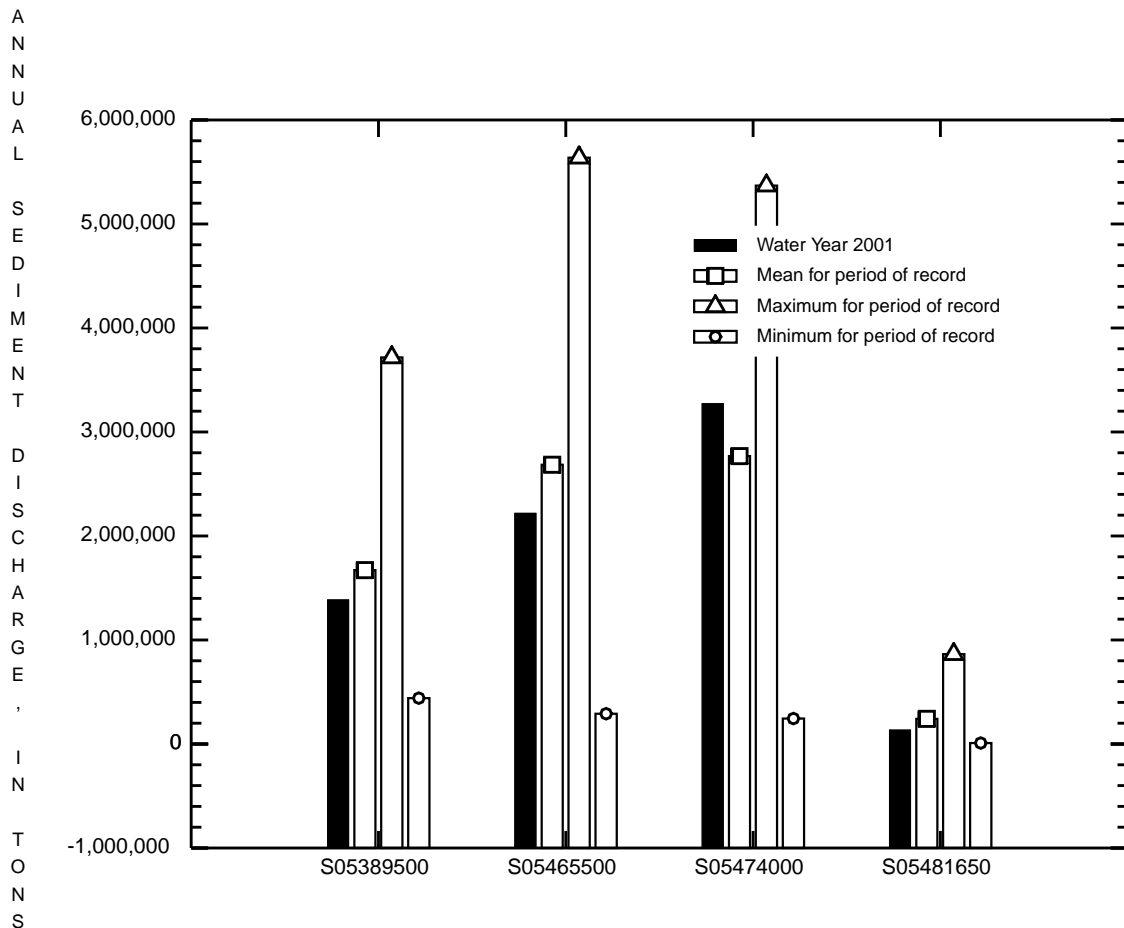 ANNUAL SEDIMENT DISCHARGE, IN TONS
6,000,000
5,000,000
4,000,000
3,000,000
2,000,000
1,000,000
0
-1,000,000
Water Year 2001
Mean for period of record
Maximum for period of record
Minimum for period of record
S05389500 S05465500 S05474000 S05481650